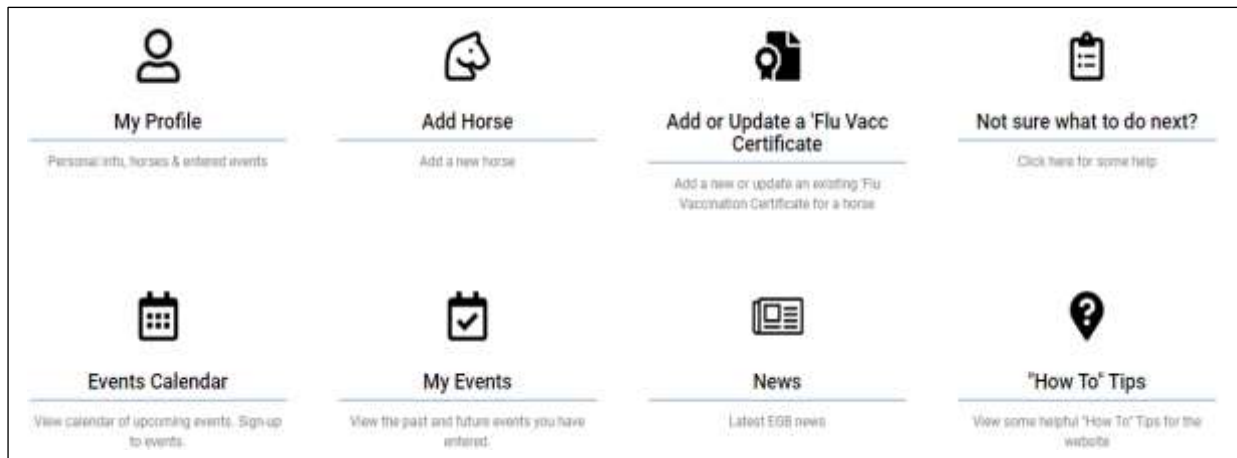 My Profile
Personal info, horses & entered events
Add Horse
Add a new horse
Add or Update a 'Flu Vacc
Certificate
Add a new or update an existing 'Flu
Vaccination Certificate for a horse
Not sure what to do next?
Click here for some help
Events Calendar
View calendar of upcoming events. Sign-up
to events.
My Events
View the past and future events you have
entered.
News
Latest EGB news
"How To" Tips
View some helpful "How To" Tips for the
website